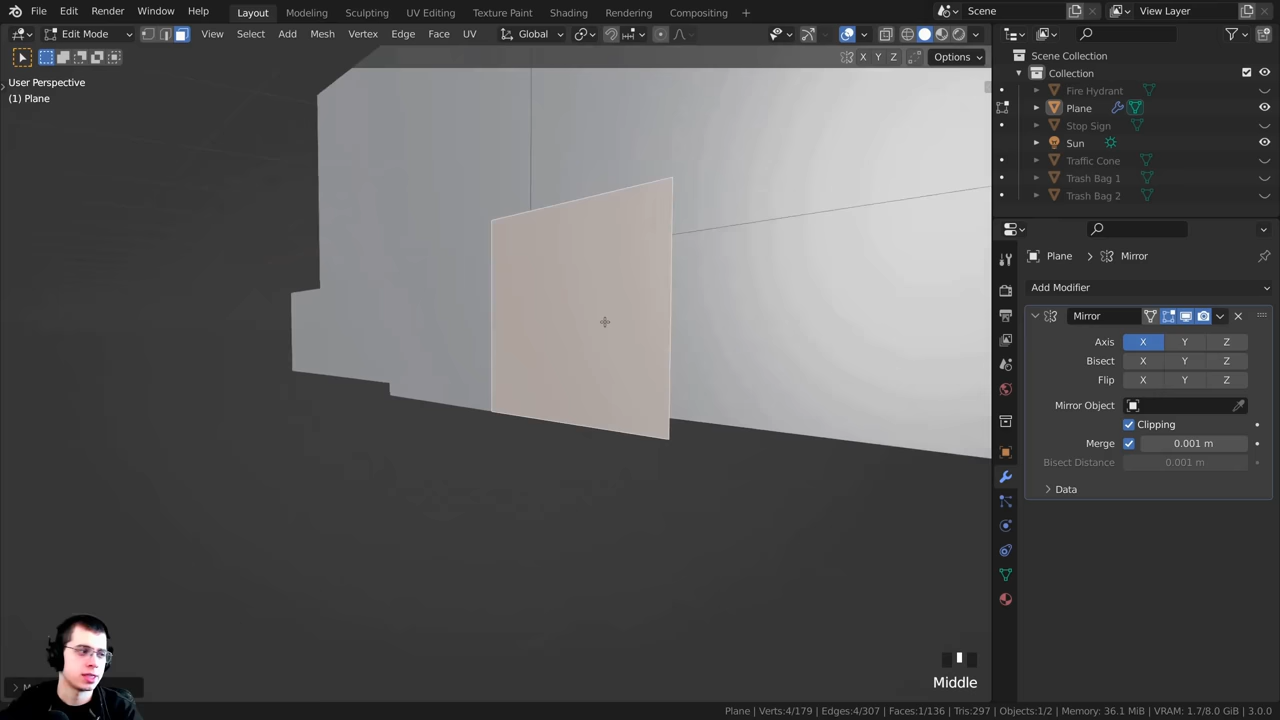 File Edit Render Window Help Layout Modeling Sculpting UV Editing Texture Paint Shading Rendering Compositing + Scene View Layer
Edit Mode View Select Add Mesh Vertex Edge Face UV Global
X Y Z Options
User Perspective
(1) Plane
Scene Collection
Collection
Fire Hydrant
Plane
Stop Sign
Sun
Traffic Cone
Trash Bag 1
Trash Bag 2
Plane > Mirror
Add Modifier
Mirror
Axis X Y Z
Bisect X Y Z
Flip X Y Z
Mirror Object
Clipping
Merge 0.001 m
Bisect Distance 0.001 m
Data
Middle
Plane | Verts:4/179 | Edges:4/307 | Faces:1/136 | Tris:297 | Objects:1/2 | Memory: 36.1 MiB | VRAM: 1.7/8.0 GiB | 3.0.0